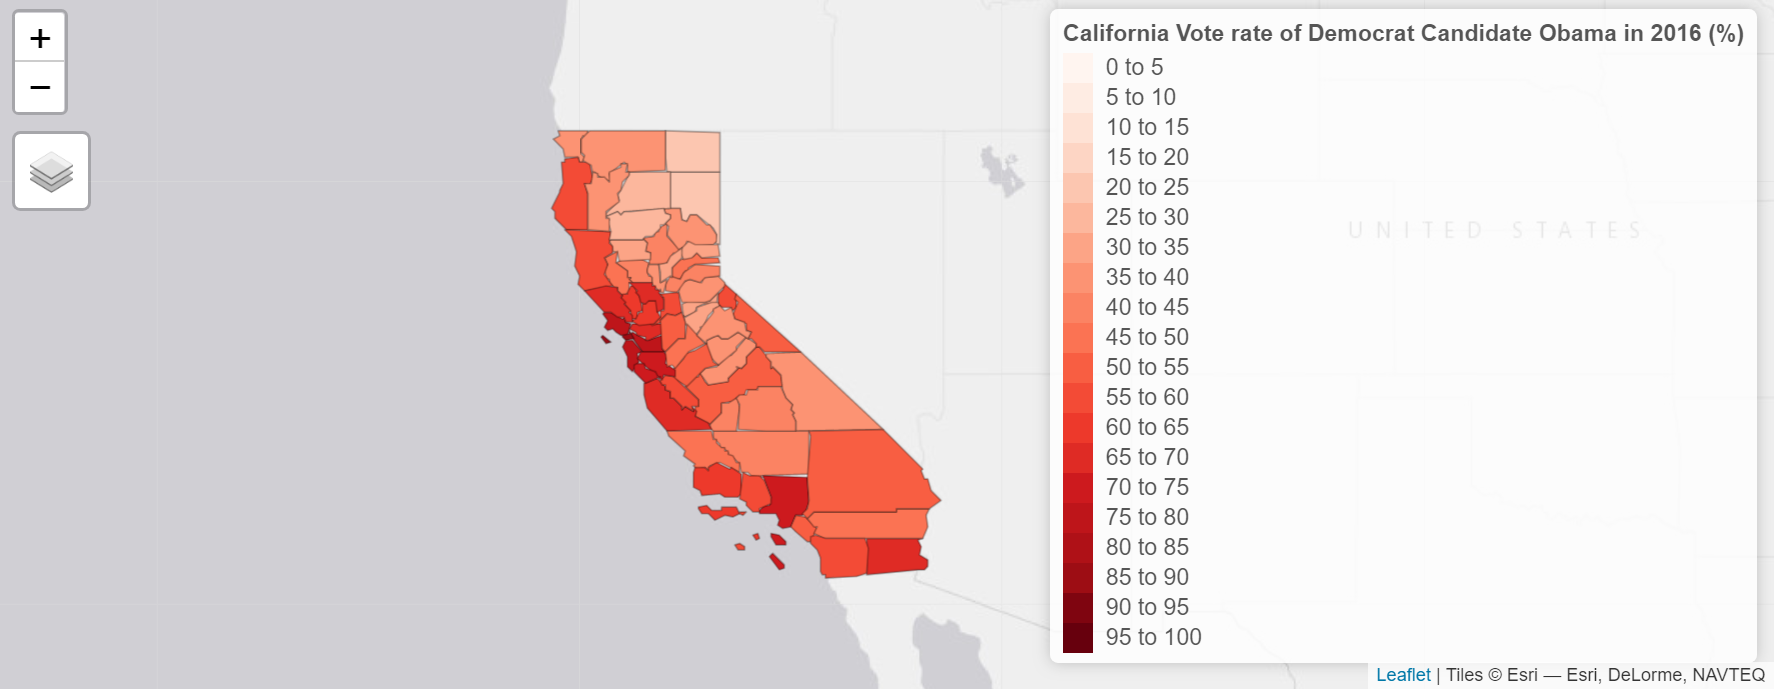 +
−
California Vote rate of Democrat Candidate Obama in 2016 (%)
0 to 5
5 to 10
10 to 15
15 to 20
20 to 25
25 to 30
30 to 35
35 to 40
40 to 45
45 to 50
50 to 55
55 to 60
60 to 65
65 to 70
70 to 75
75 to 80
80 to 85
85 to 90
90 to 95
95 to 100
UNITED STATES
Leaflet | Tiles © Esri — Esri, DeLorme, NAVTEQ